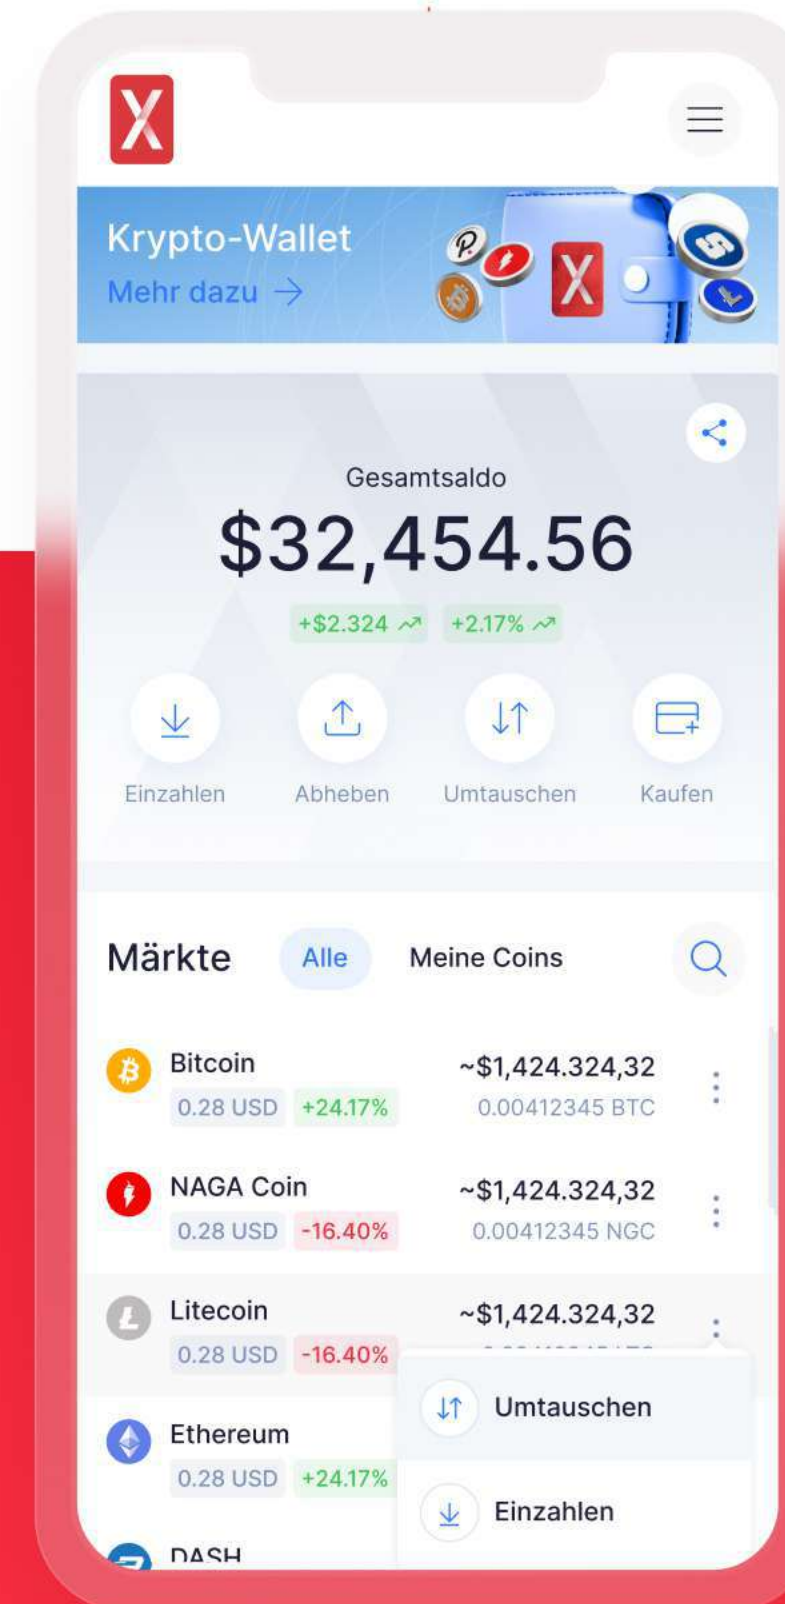 X
Krypto-Wallet
Mehr dazu →
X
Gesamtsaldo
$32,454.56
+$2.324 +2.17%
Einzahlen Abheben Umtauschen Kaufen
Märkte Alle Meine Coins
Bitcoin ~$1,424.324,32
0.28 USD +24.17% 0.00412345 BTC
NAGA Coin ~$1,424.324,32
0.28 USD -16.40% 0.00412345 NGC
Litecoin ~$1,424.324,32
0.28 USD -16.40%
Umtauschen
Ethereum
0.28 USD +24.17%
Einzahlen
DASH